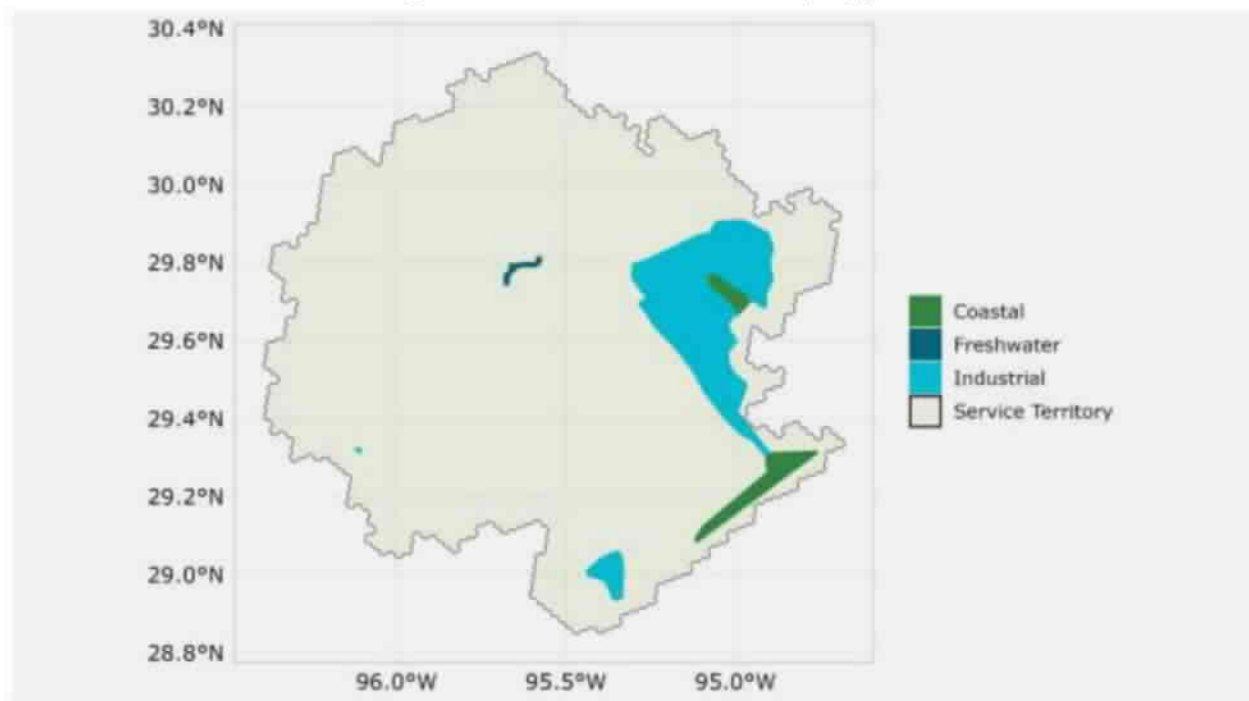 30.4°N
30.2°N
30.0°N
29.8°N
29.6°N
29.4°N
29.2°N
29.0°N
28.8°N
96.0°W 95.5°W 95.0°W
Coastal
Freshwater
Industrial
Service Territory